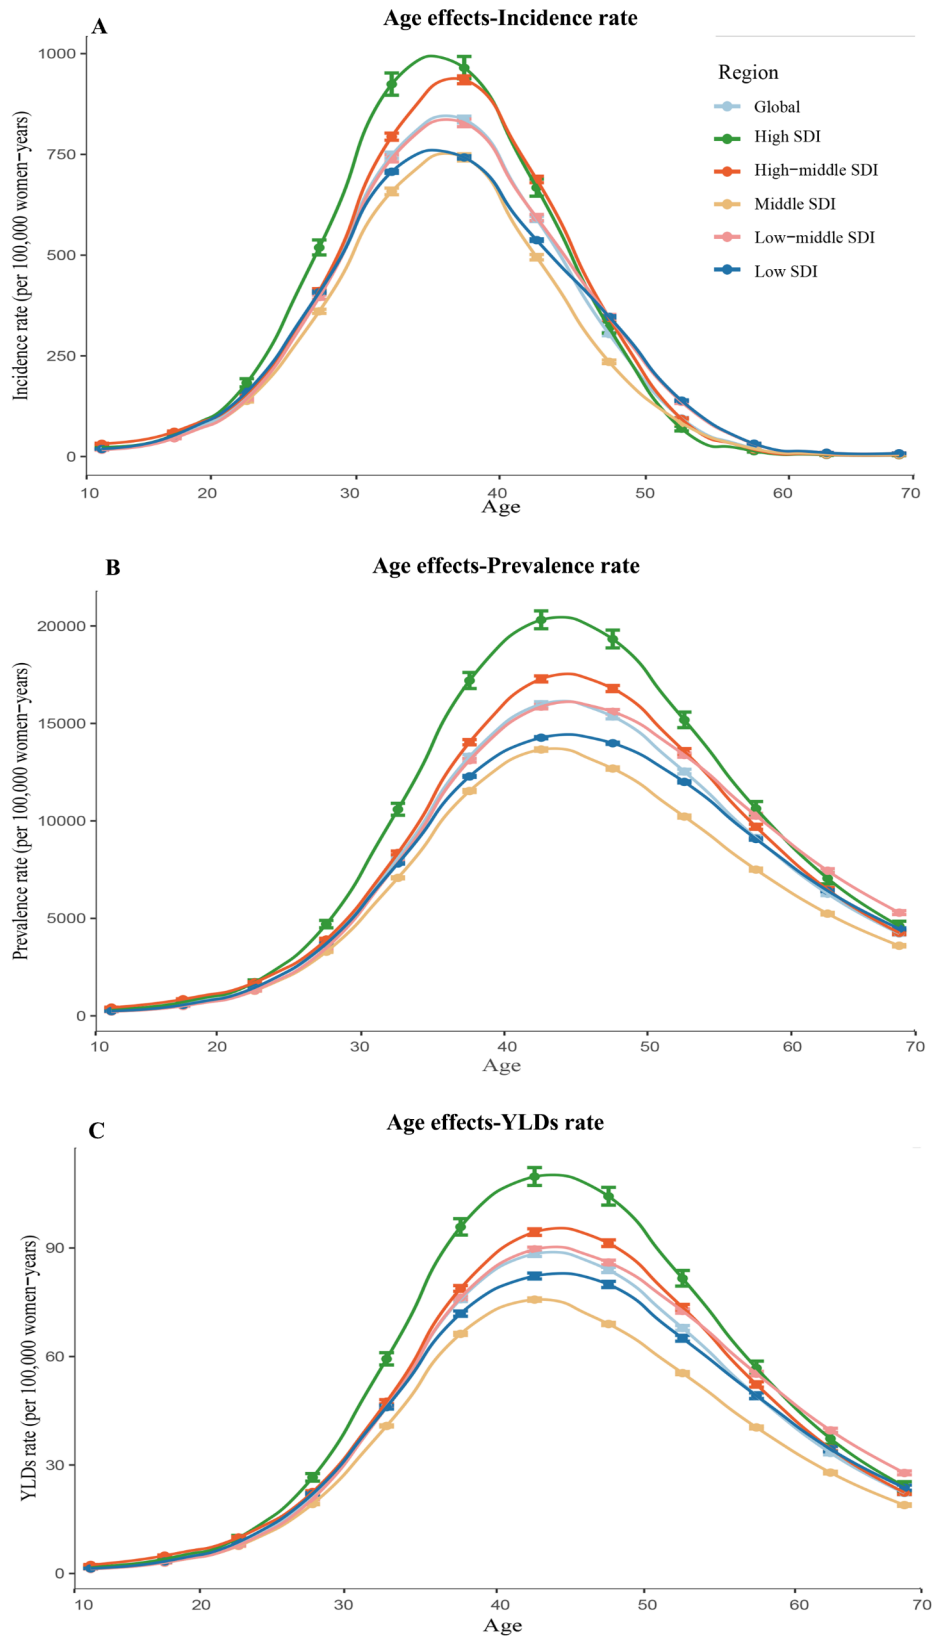 A
Age effects-Incidence rate
Incidence rate (per 100,000 women−years)
1000
750
500
250
0
10 20 30 40 50 60 70
Age
Region
Global
High SDI
High−middle SDI
Middle SDI
Low−middle SDI
Low SDI
B
Age effects-Prevalence rate
Prevalence rate (per 100,000 women−years)
20000
15000
10000
5000
0
10 20 30 40 50 60 70
Age
C
Age effects-YLDs rate
YLDs rate (per 100,000 women−years)
90
60
30
0
10 20 30 40 50 60 70
Age